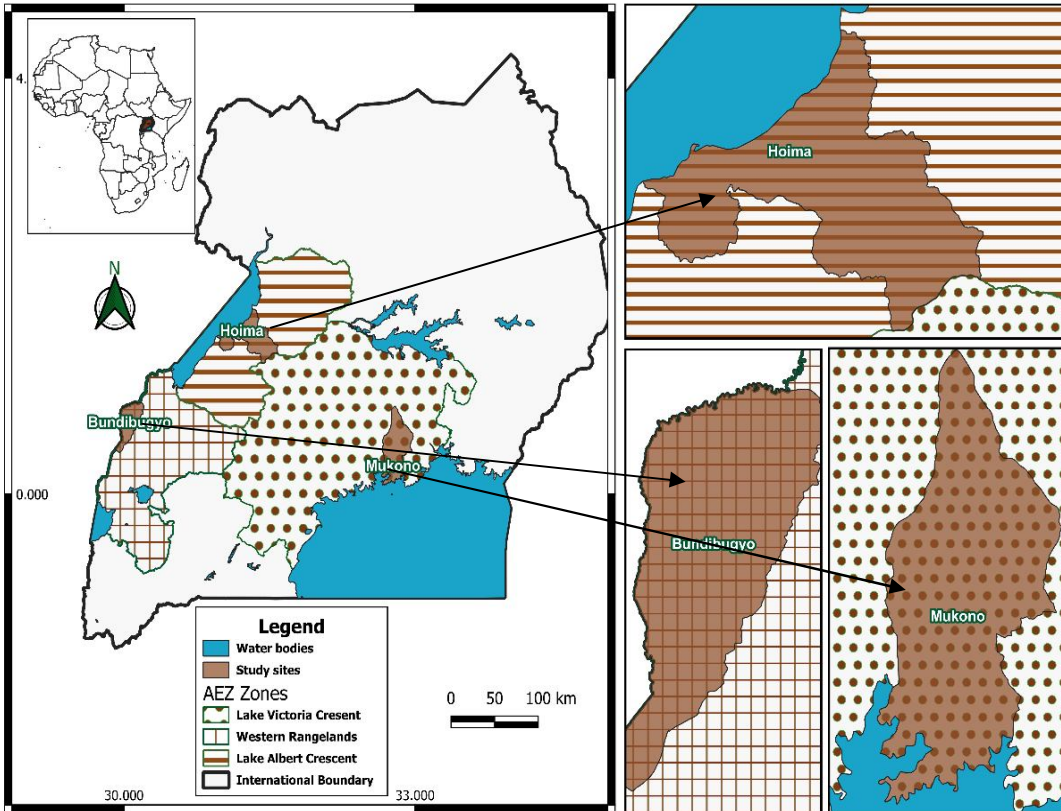 4.
N
Hoima
Bundibugyo
Mukono
0.000
Legend
Water bodies
Study sites
AEZ Zones
Lake Victoria Cresent
Western Rangelands
Lake Albert Crescent
International Boundary
0 50 100 km
30.000 33.000
Hoima
Bundibugyo
Mukono